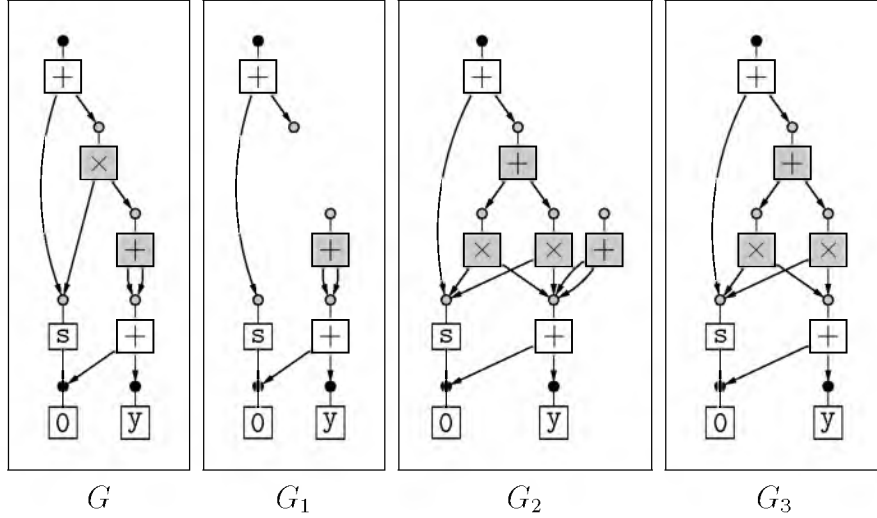 + + + +
× + +
+ + × × + × ×
s + s + s + s +
0 y 0 y 0 y 0 y
G G₁ G₂ G₃